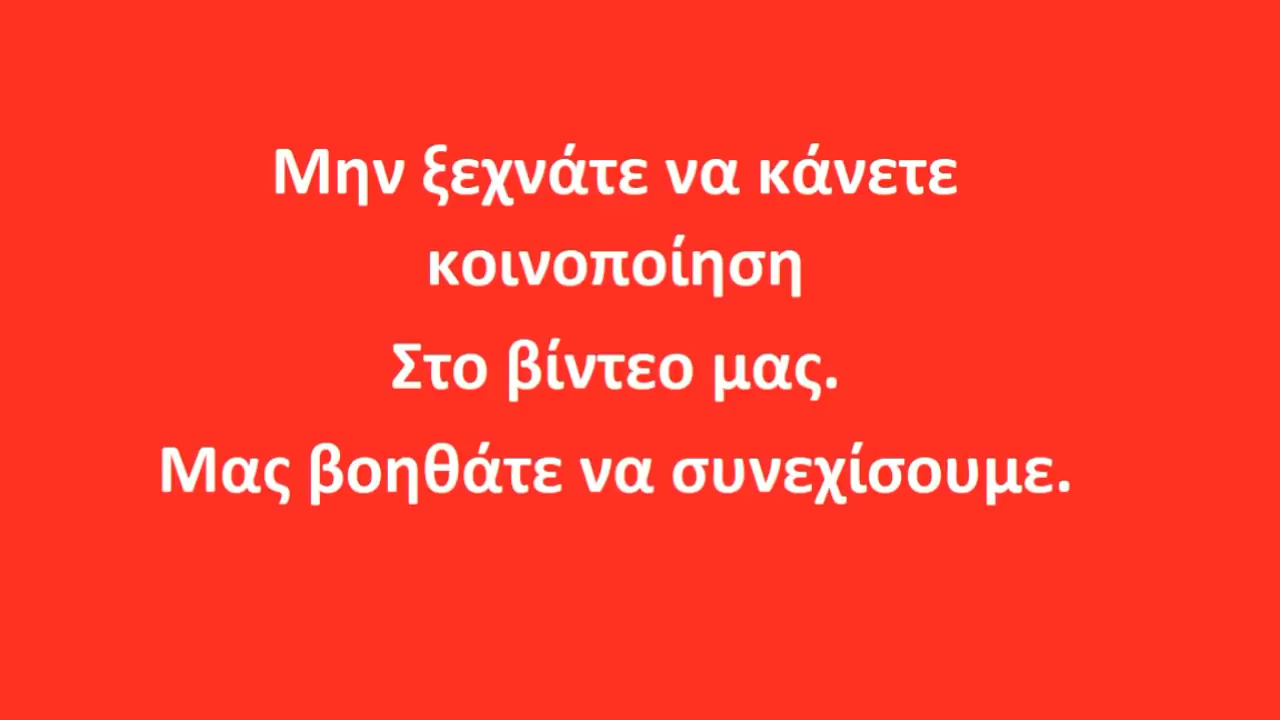 Μην ξεχνάτε να κάνετε
κοινοποίηση
Στο βίντεο μας.
Μας βοηθάτε να συνεχίσουμε.